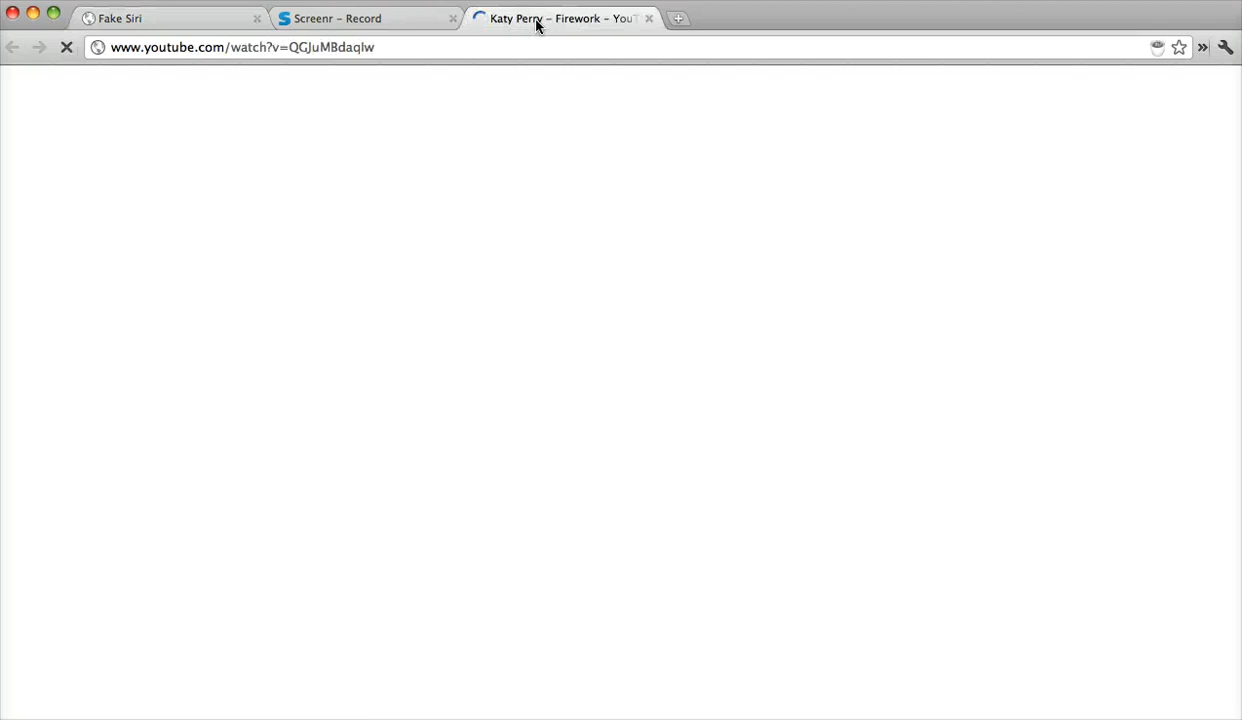 Fake Siri
Screenr – Record
Katy Perry – Firework – YouT
www.youtube.com/watch?v=QGJuMBdaqIw